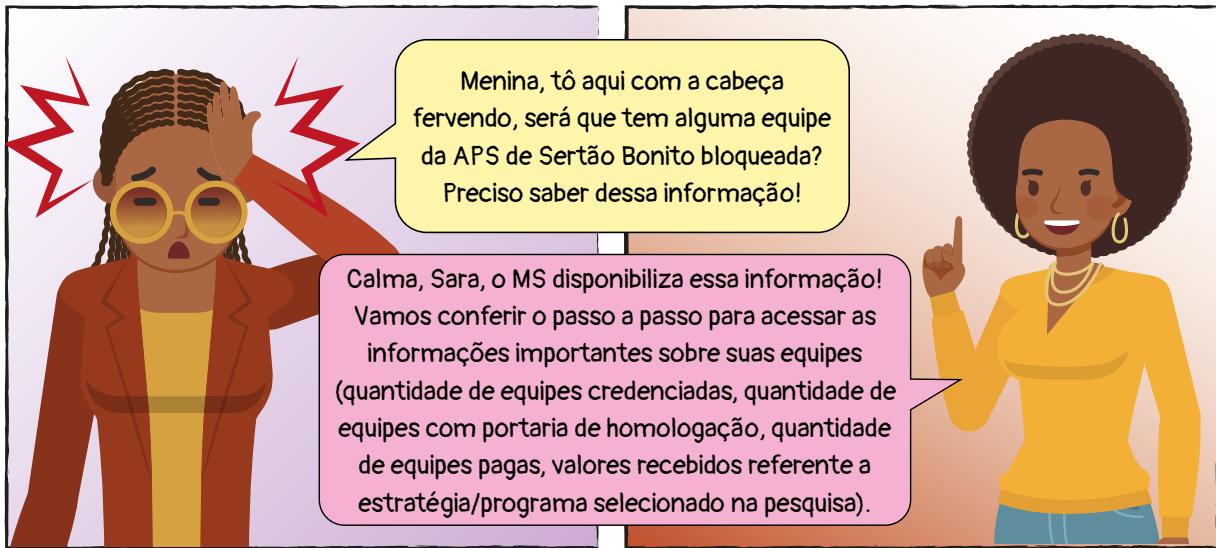 Menina, tô aqui com a cabeça
fervendo, será que tem alguma equipe
da APS de Sertão Bonito bloqueada?
Preciso saber dessa informação!
Calma, Sara, o MS disponibiliza essa informação!
Vamos conferir o passo a passo para acessar as
informações importantes sobre suas equipes
(quantidade de equipes credenciadas, quantidade de
equipes com portaria de homologação, quantidade
de equipes pagas, valores recebidos referente a
estratégia/programa selecionado na pesquisa).